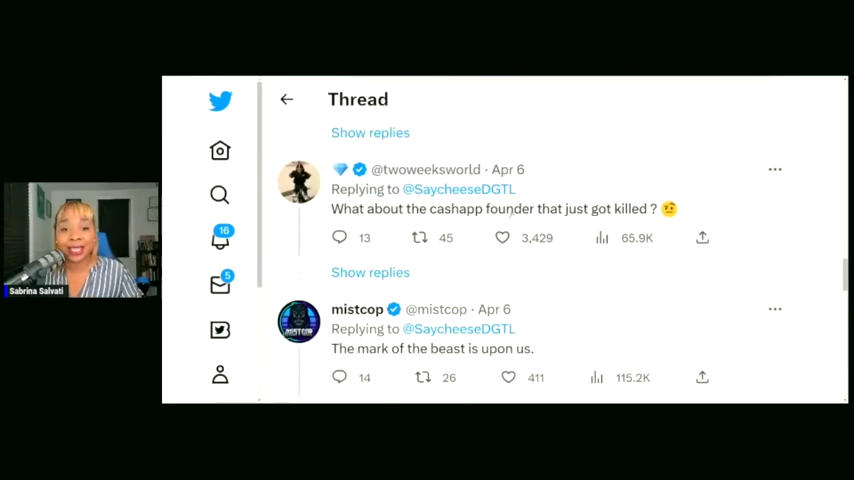 Thread
Show replies
@twoweeksworld · Apr 6
Replying to @SaycheeseDGTL
What about the cashapp founder that just got killed ? 🤨
13 45 3,429 65.9K
Show replies
mistcop @mistcop · Apr 6
Replying to @SaycheeseDGTL
The mark of the beast is upon us.
14 26 411 115.2K
16
5
Sabrina Salvati